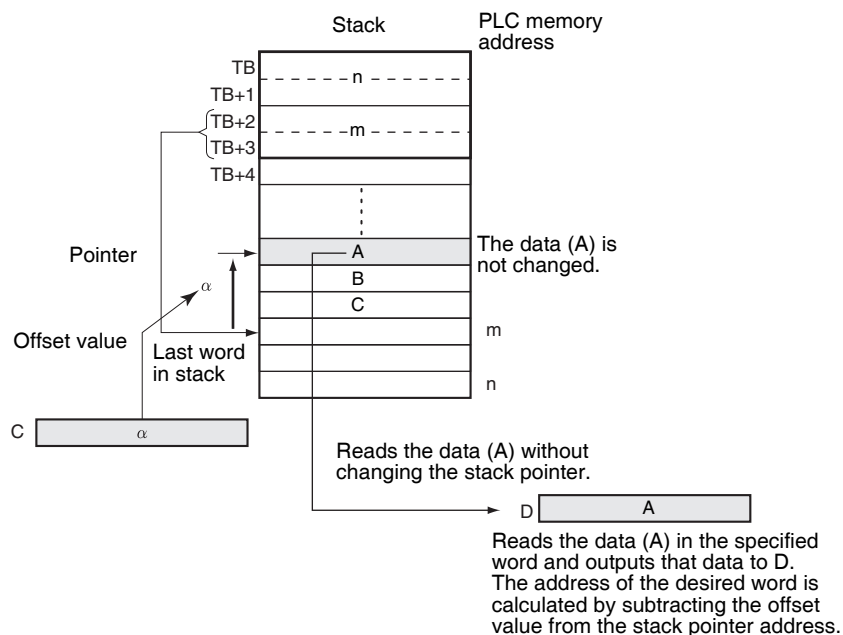 Stack
PLC memory
address
TB
n
TB+1
TB+2
m
TB+3
TB+4
Pointer
A
The data (A) is
not changed.
α
B
C
Offset value
Last word
in stack
m
n
C
α
Reads the data (A) without
changing the stack pointer.
D
A
Reads the data (A) in the specified
word and outputs that data to D.
The address of the desired word is
calculated by subtracting the offset
value from the stack pointer address.